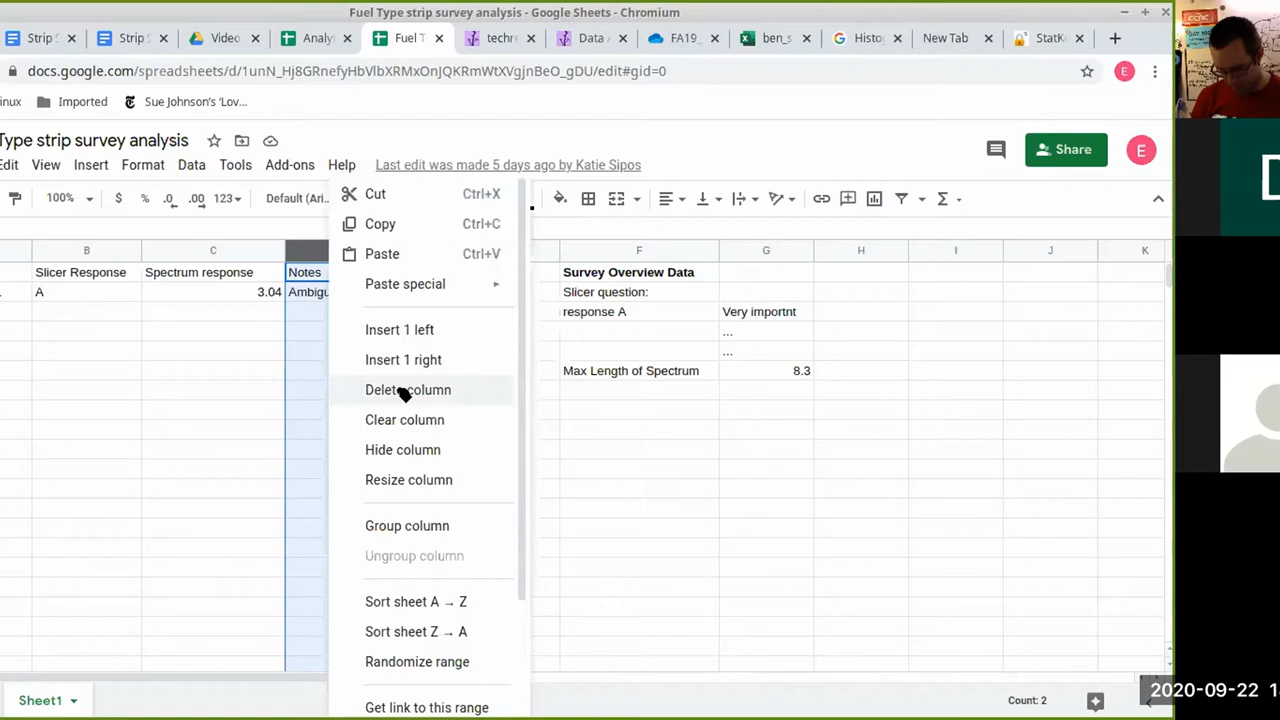 Fuel Type strip survey analysis - Google Sheets - Chromium
Strip
Strip
Video
Analy
Fuel T
techn
Data
FA19_
ben_s
Histo
New Tab
StatK
docs.google.com/spreadsheets/d/1unN_Hj8GRnefyHbVlbXRMxOnJQKRmWtXVgjnBeO_gDU/edit#gid=0
E
inux
Imported
Sue Johnson's 'Lov...
Type strip survey analysis
Share
E
Edit View Insert Format Data Tools Add-ons Help
Last edit was made 5 days ago by Katie Sipos
100% $ % .0 .00 123 Default (Ari...
B C F G H I J K
Slicer Response
Spectrum response
Notes
Survey Overview Data
A
3.04
Ambigu
Slicer question:
response A
Very importnt
...
...
Max Length of Spectrum
8.3
Cut Ctrl+X
Copy Ctrl+C
Paste Ctrl+V
Paste special
Insert 1 left
Insert 1 right
Delete column
Clear column
Hide column
Resize column
Group column
Ungroup column
Sort sheet A → Z
Sort sheet Z → A
Randomize range
Get link to this range
Sheet1
Count: 2
2020-09-22 1